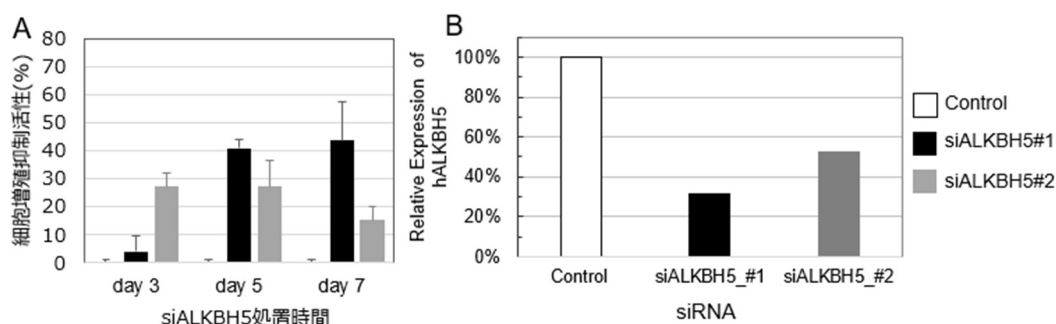 A
細胞増殖抑制活性(%)
80
70
60
50
40
30
20
10
0
day 3
day 5
day 7
siALKBH5処置時間
B
Relative Expression of
hALKBH5
100%
80%
60%
40%
20%
0%
Control
siALKBH5_#1
siALKBH5_#2
siRNA
Control
siALKBH5#1
siALKBH5#2